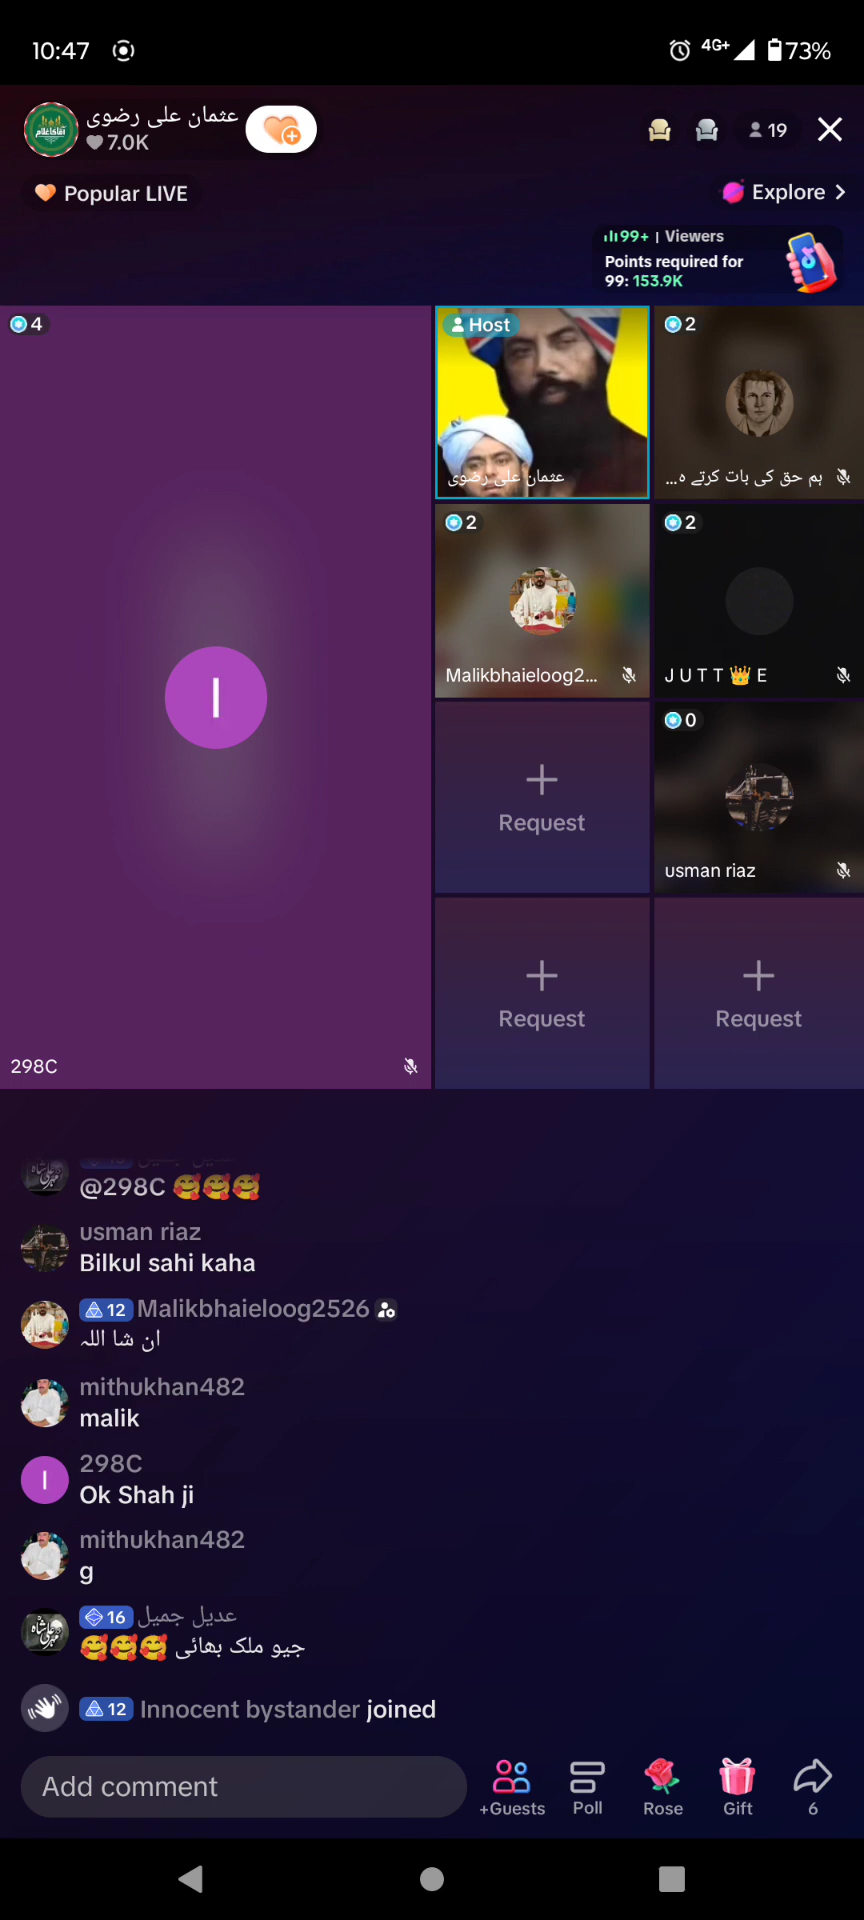 10:47
4G+
73%
عثمان علی رضوی
7.0K
19
Popular LIVE
Explore
99+ | Viewers
Points required for
99: 153.9K
4
Host
عثمان علی رضوی
2
ہم حق کی بات کرتے ہ...
2
Malikbhaieloog2...
2
J U T T 👑 E
Request
0
usman riaz
Request
Request
I
298C
@298C 🥰🥰🥰
usman riaz
Bilkul sahi kaha
12 Malikbhaieloog2526
ان شا اللہ
mithukhan482
malik
I
298C
Ok Shah ji
mithukhan482
g
16 عدیل جمیل
جیو ملک بھائی 🥰🥰🥰
12 Innocent bystander joined
Add comment
+Guests
Poll
Rose
Gift
6